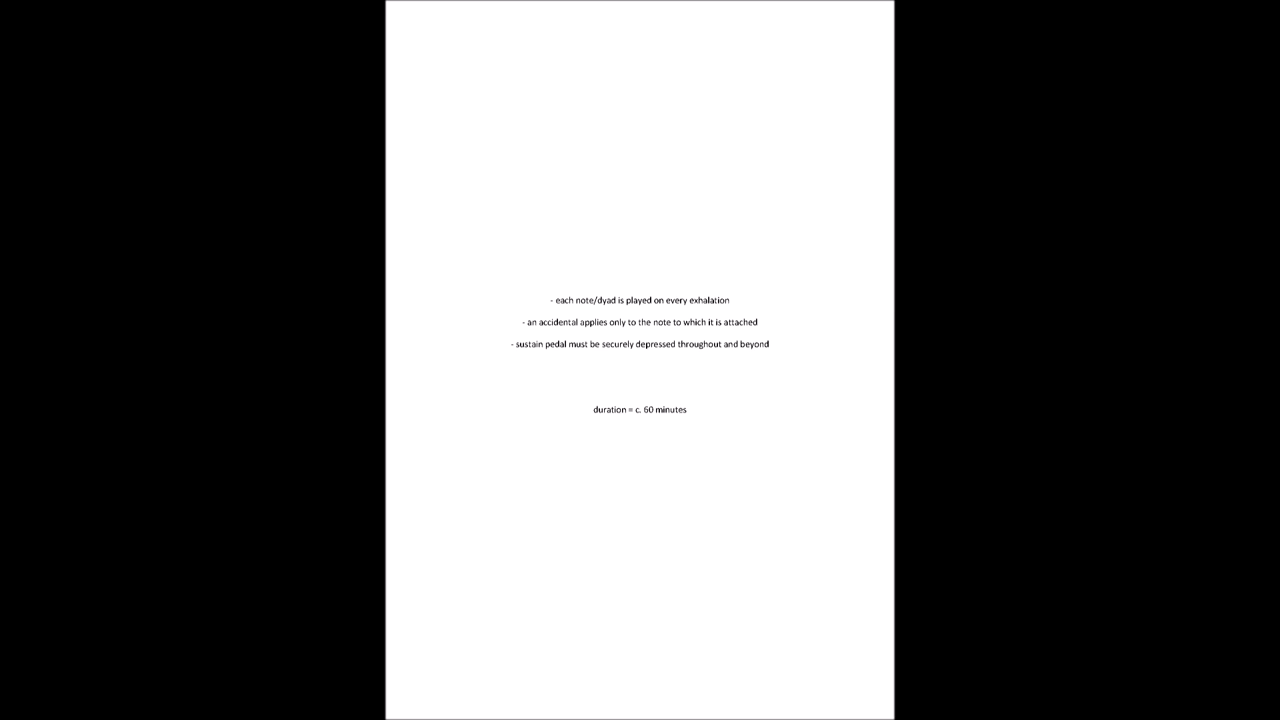 - each note/dyad is played on every exhalation
- an accidental applies only to the note to which it is attached
- sustain pedal must be securely depressed throughout and beyond
duration = c. 60 minutes